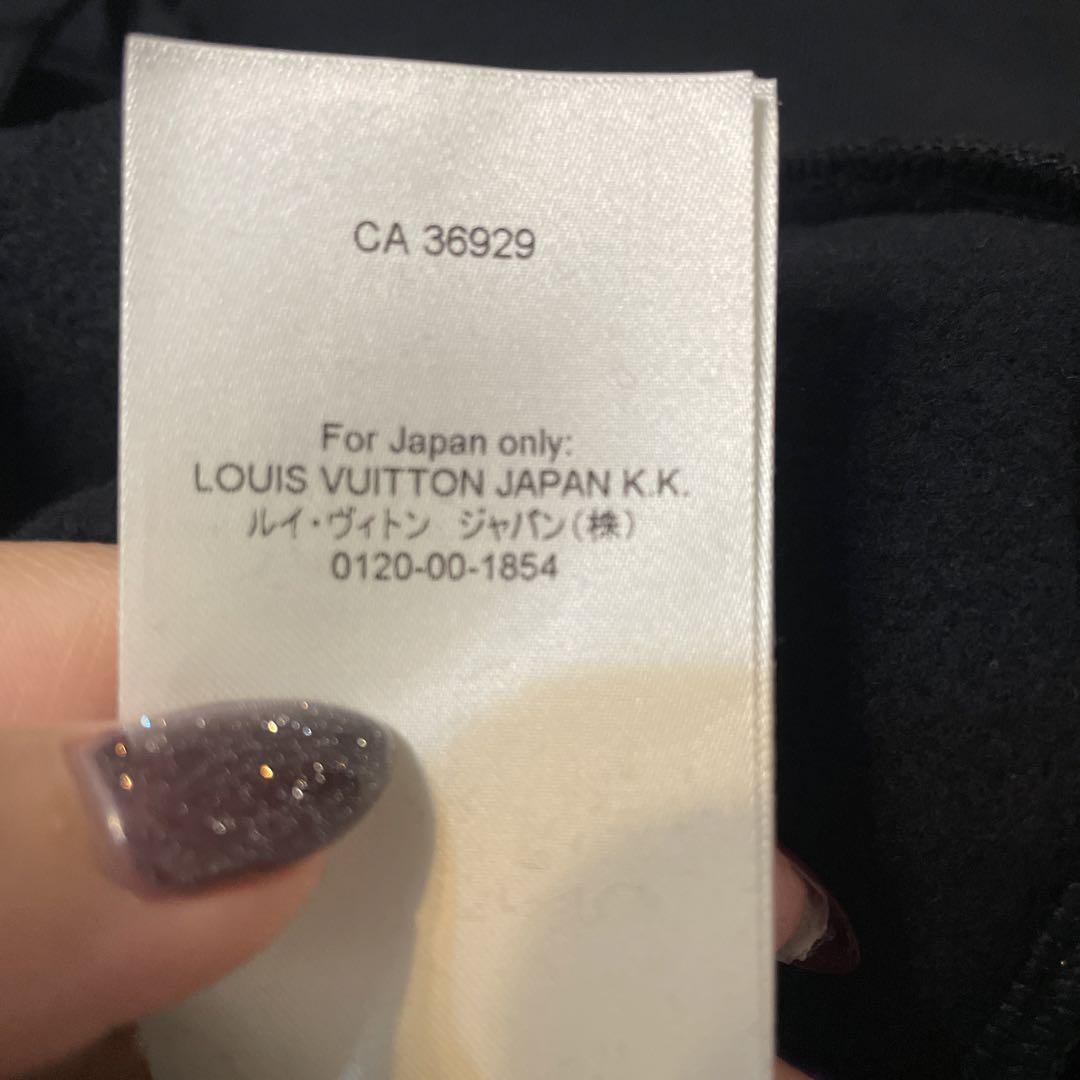 CA 36929
For Japan only:
LOUIS VUITTON JAPAN K.K.
ルイ・ヴィトン ジャパン(株)
0120-00-1854